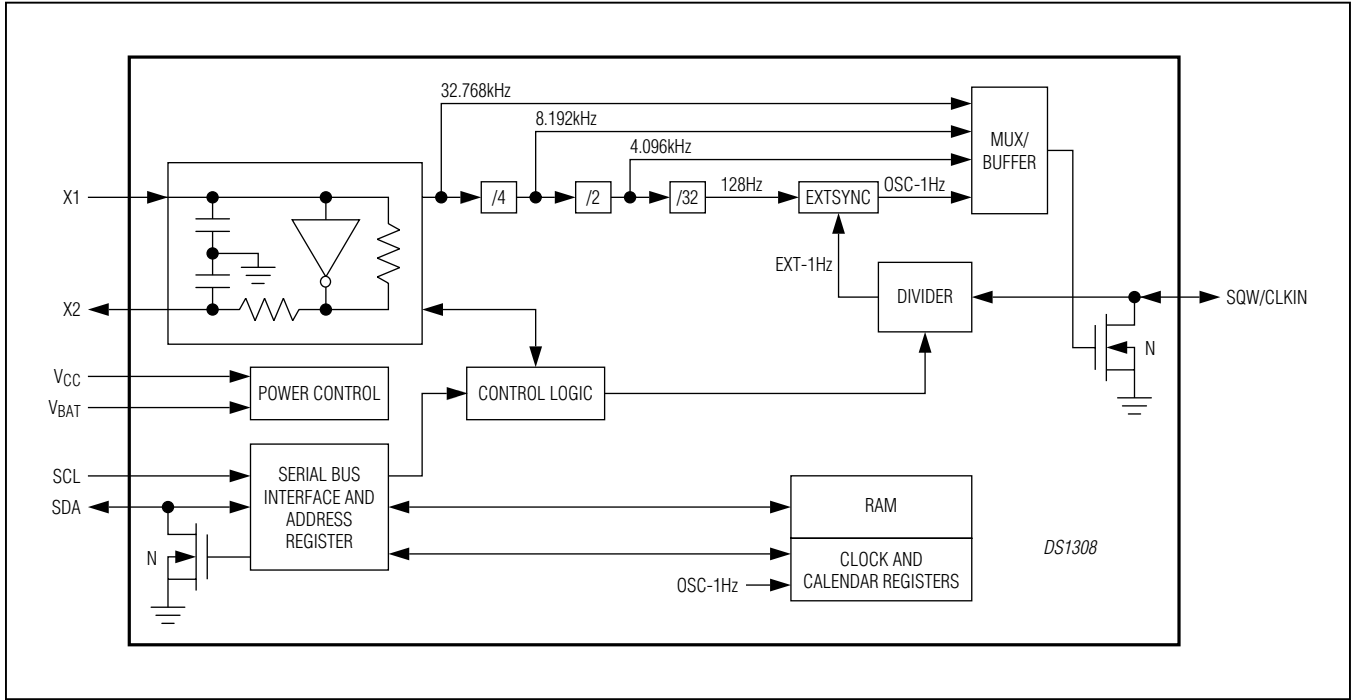 32.768kHz
8.192kHz
4.096kHz
MUX/
BUFFER
X1
/4
/2
/32
128Hz
EXTSYNC
OSC-1Hz
EXT-1Hz
DIVIDER
SQW/CLKIN
X2
N
VCC
VBAT
POWER CONTROL
CONTROL LOGIC
SCL
SDA
SERIAL BUS
INTERFACE AND
ADDRESS
REGISTER
N
RAM
CLOCK AND
CALENDAR REGISTERS
OSC-1Hz
DS1308